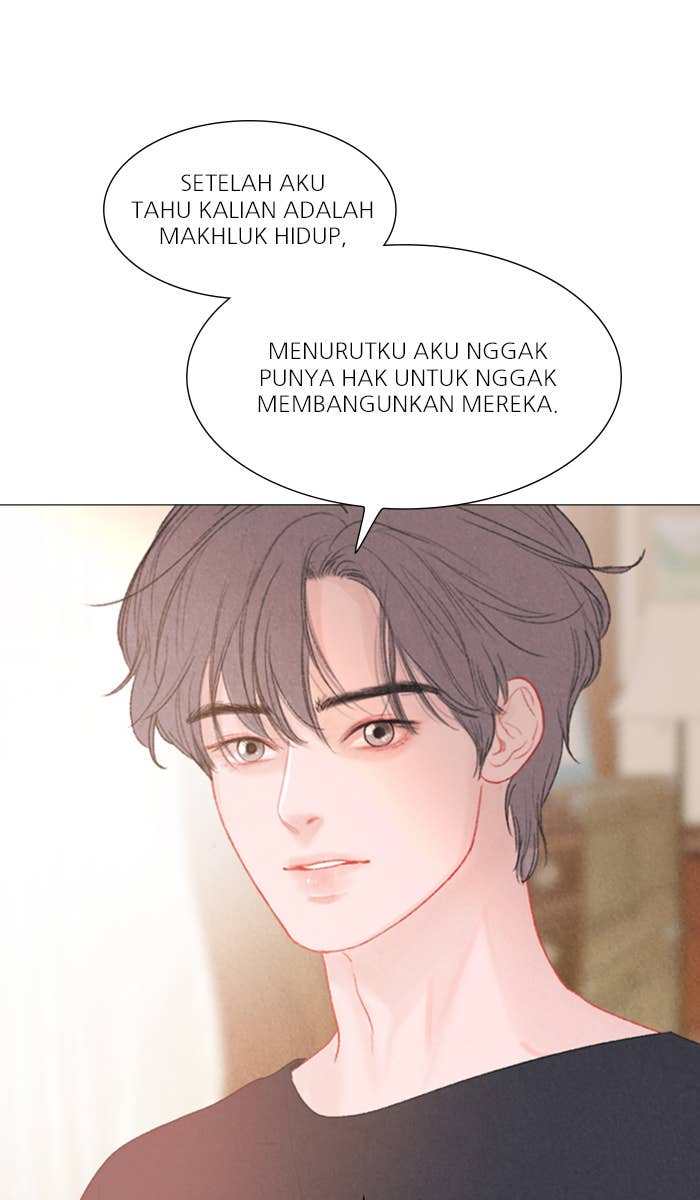 SETELAH AKU
TAHU KALIAN ADALAH
MAKHLUK HIDUP,
MENURUTKU AKU NGGAK
PUNYA HAK UNTUK NGGAK
MEMBANGUNKAN MEREKA.